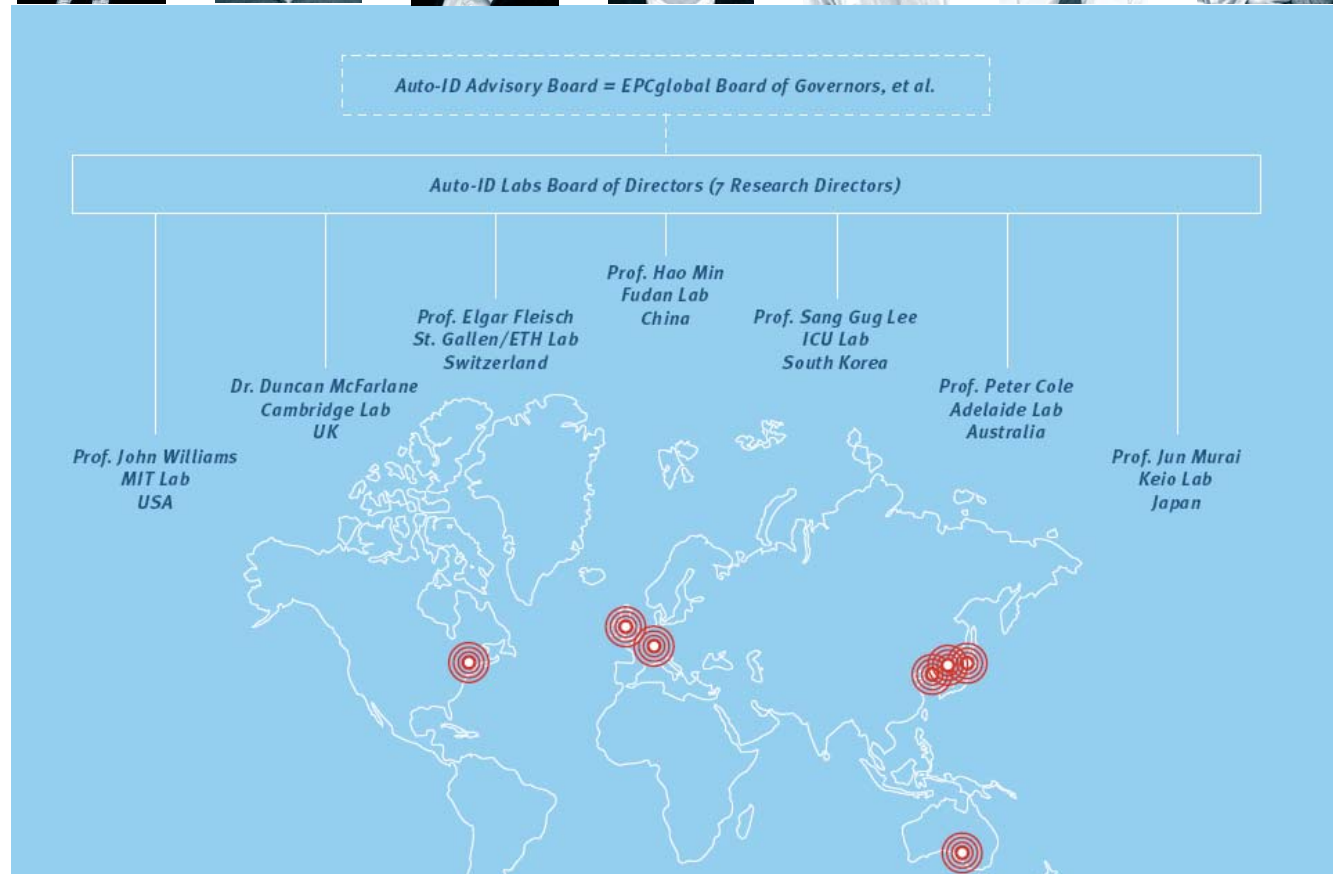 Auto-ID Advisory Board = EPCglobal Board of Governors, et al.
Auto-ID Labs Board of Directors (7 Research Directors)
Prof. John Williams
MIT Lab
USA
Dr. Duncan McFarlane
Cambridge Lab
UK
Prof. Elgar Fleisch
St. Gallen/ETH Lab
Switzerland
Prof. Hao Min
Fudan Lab
China
Prof. Sang Gug Lee
ICU Lab
South Korea
Prof. Peter Cole
Adelaide Lab
Australia
Prof. Jun Murai
Keio Lab
Japan